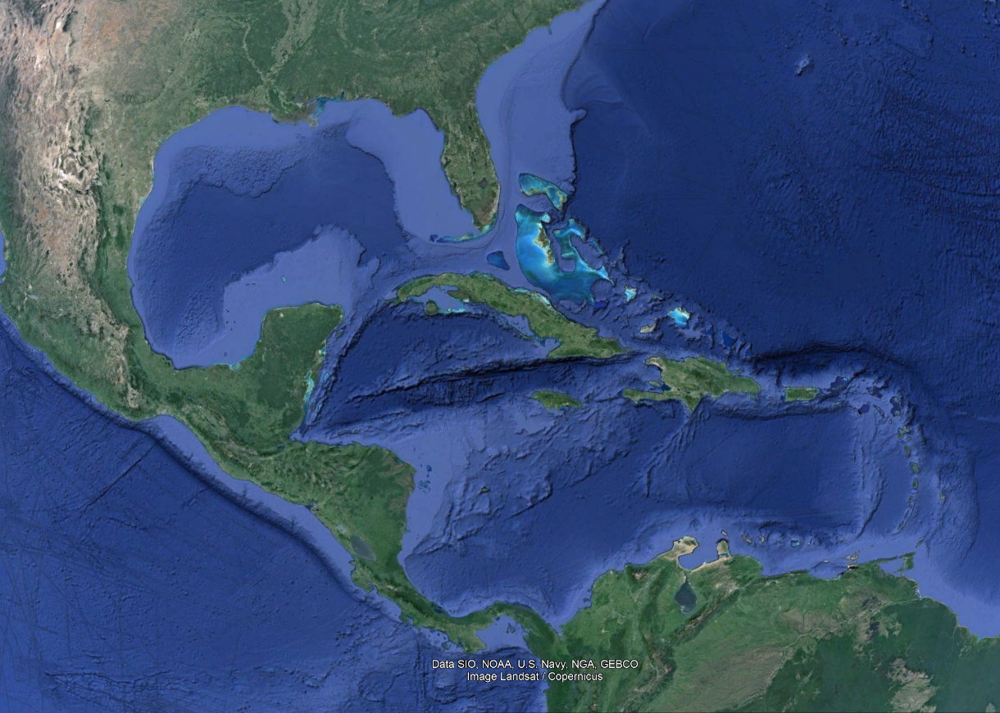 Data SIO, NOAA, U.S. Navy, NGA, GEBCO
Image Landsat / Copernicus